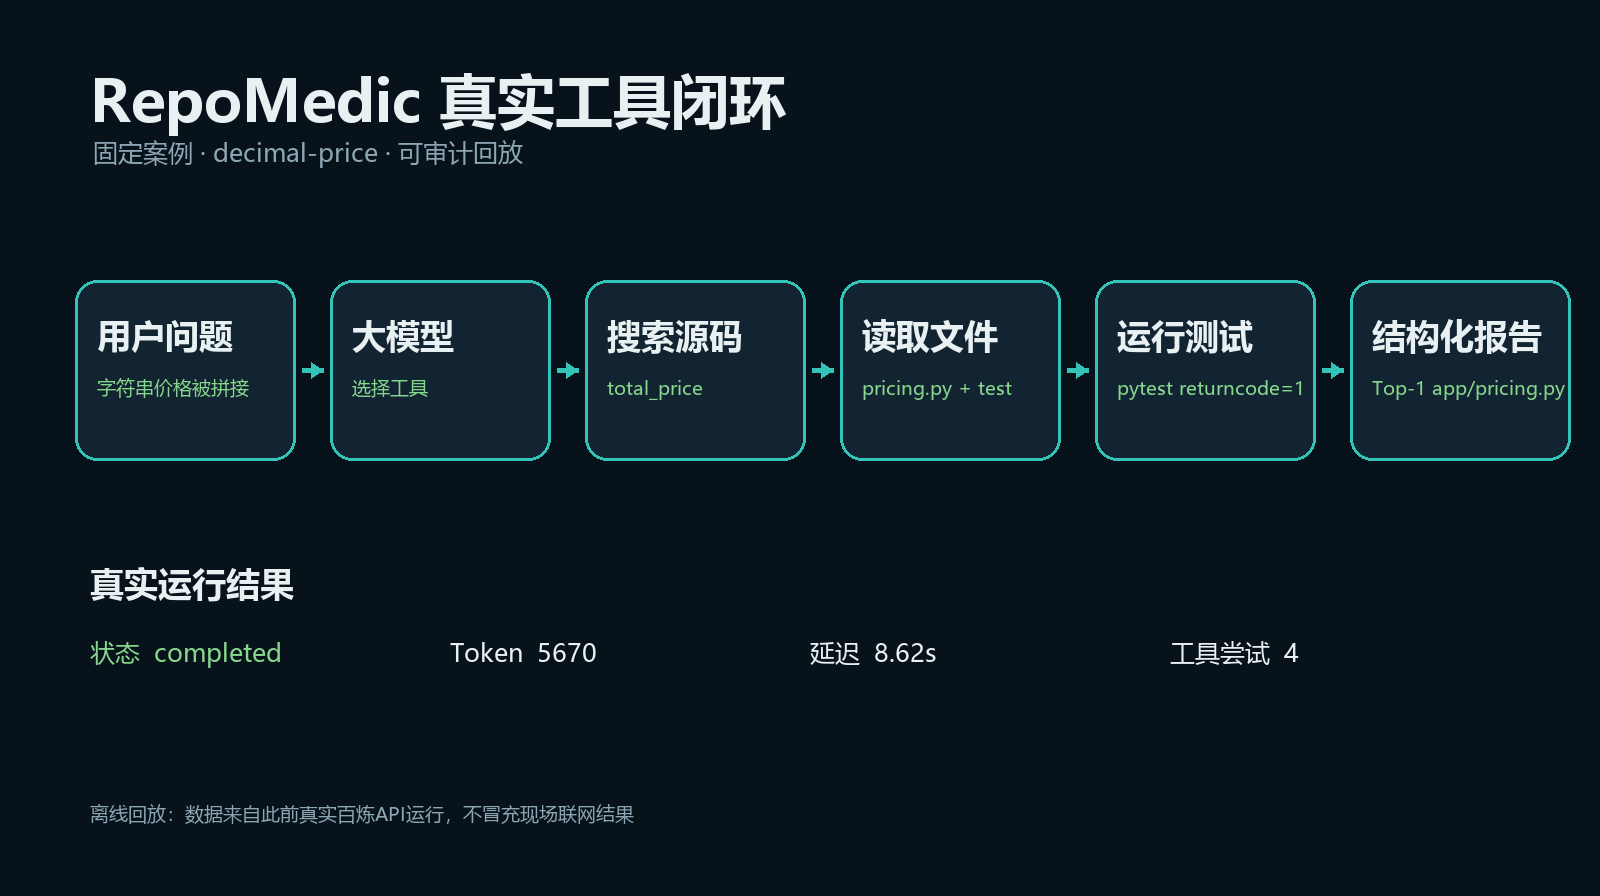 RepoMedic 真实工具闭环
固定案例 · decimal-price · 可审计回放
用户问题
字符串价格被拼接
大模型
选择工具
搜索源码
total_price
读取文件
pricing.py + test
运行测试
pytest returncode=1
结构化报告
Top-1 app/pricing.py
真实运行结果
状态 completed
Token 5670
延迟 8.62s
工具尝试 4
离线回放：数据来自此前真实百炼API运行，不冒充现场联网结果